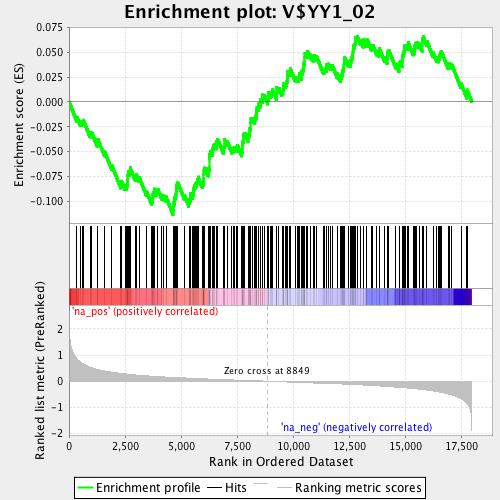 Enrichment plot: V$YY1_02
Enrichment score (ES)
0.075
0.050
0.025
0.000
-0.025
-0.050
-0.075
-0.100
'na_pos' (positively correlated)
Ranked list metric (PreRanked)
2
1
0
-1
-2
Zero cross at 8849
'na_neg' (negatively correlated)
0
2,500
5,000
7,500
10,000
12,500
15,000
17,500
Rank in Ordered Dataset
Enrichment profile
Hits
Ranking metric scores